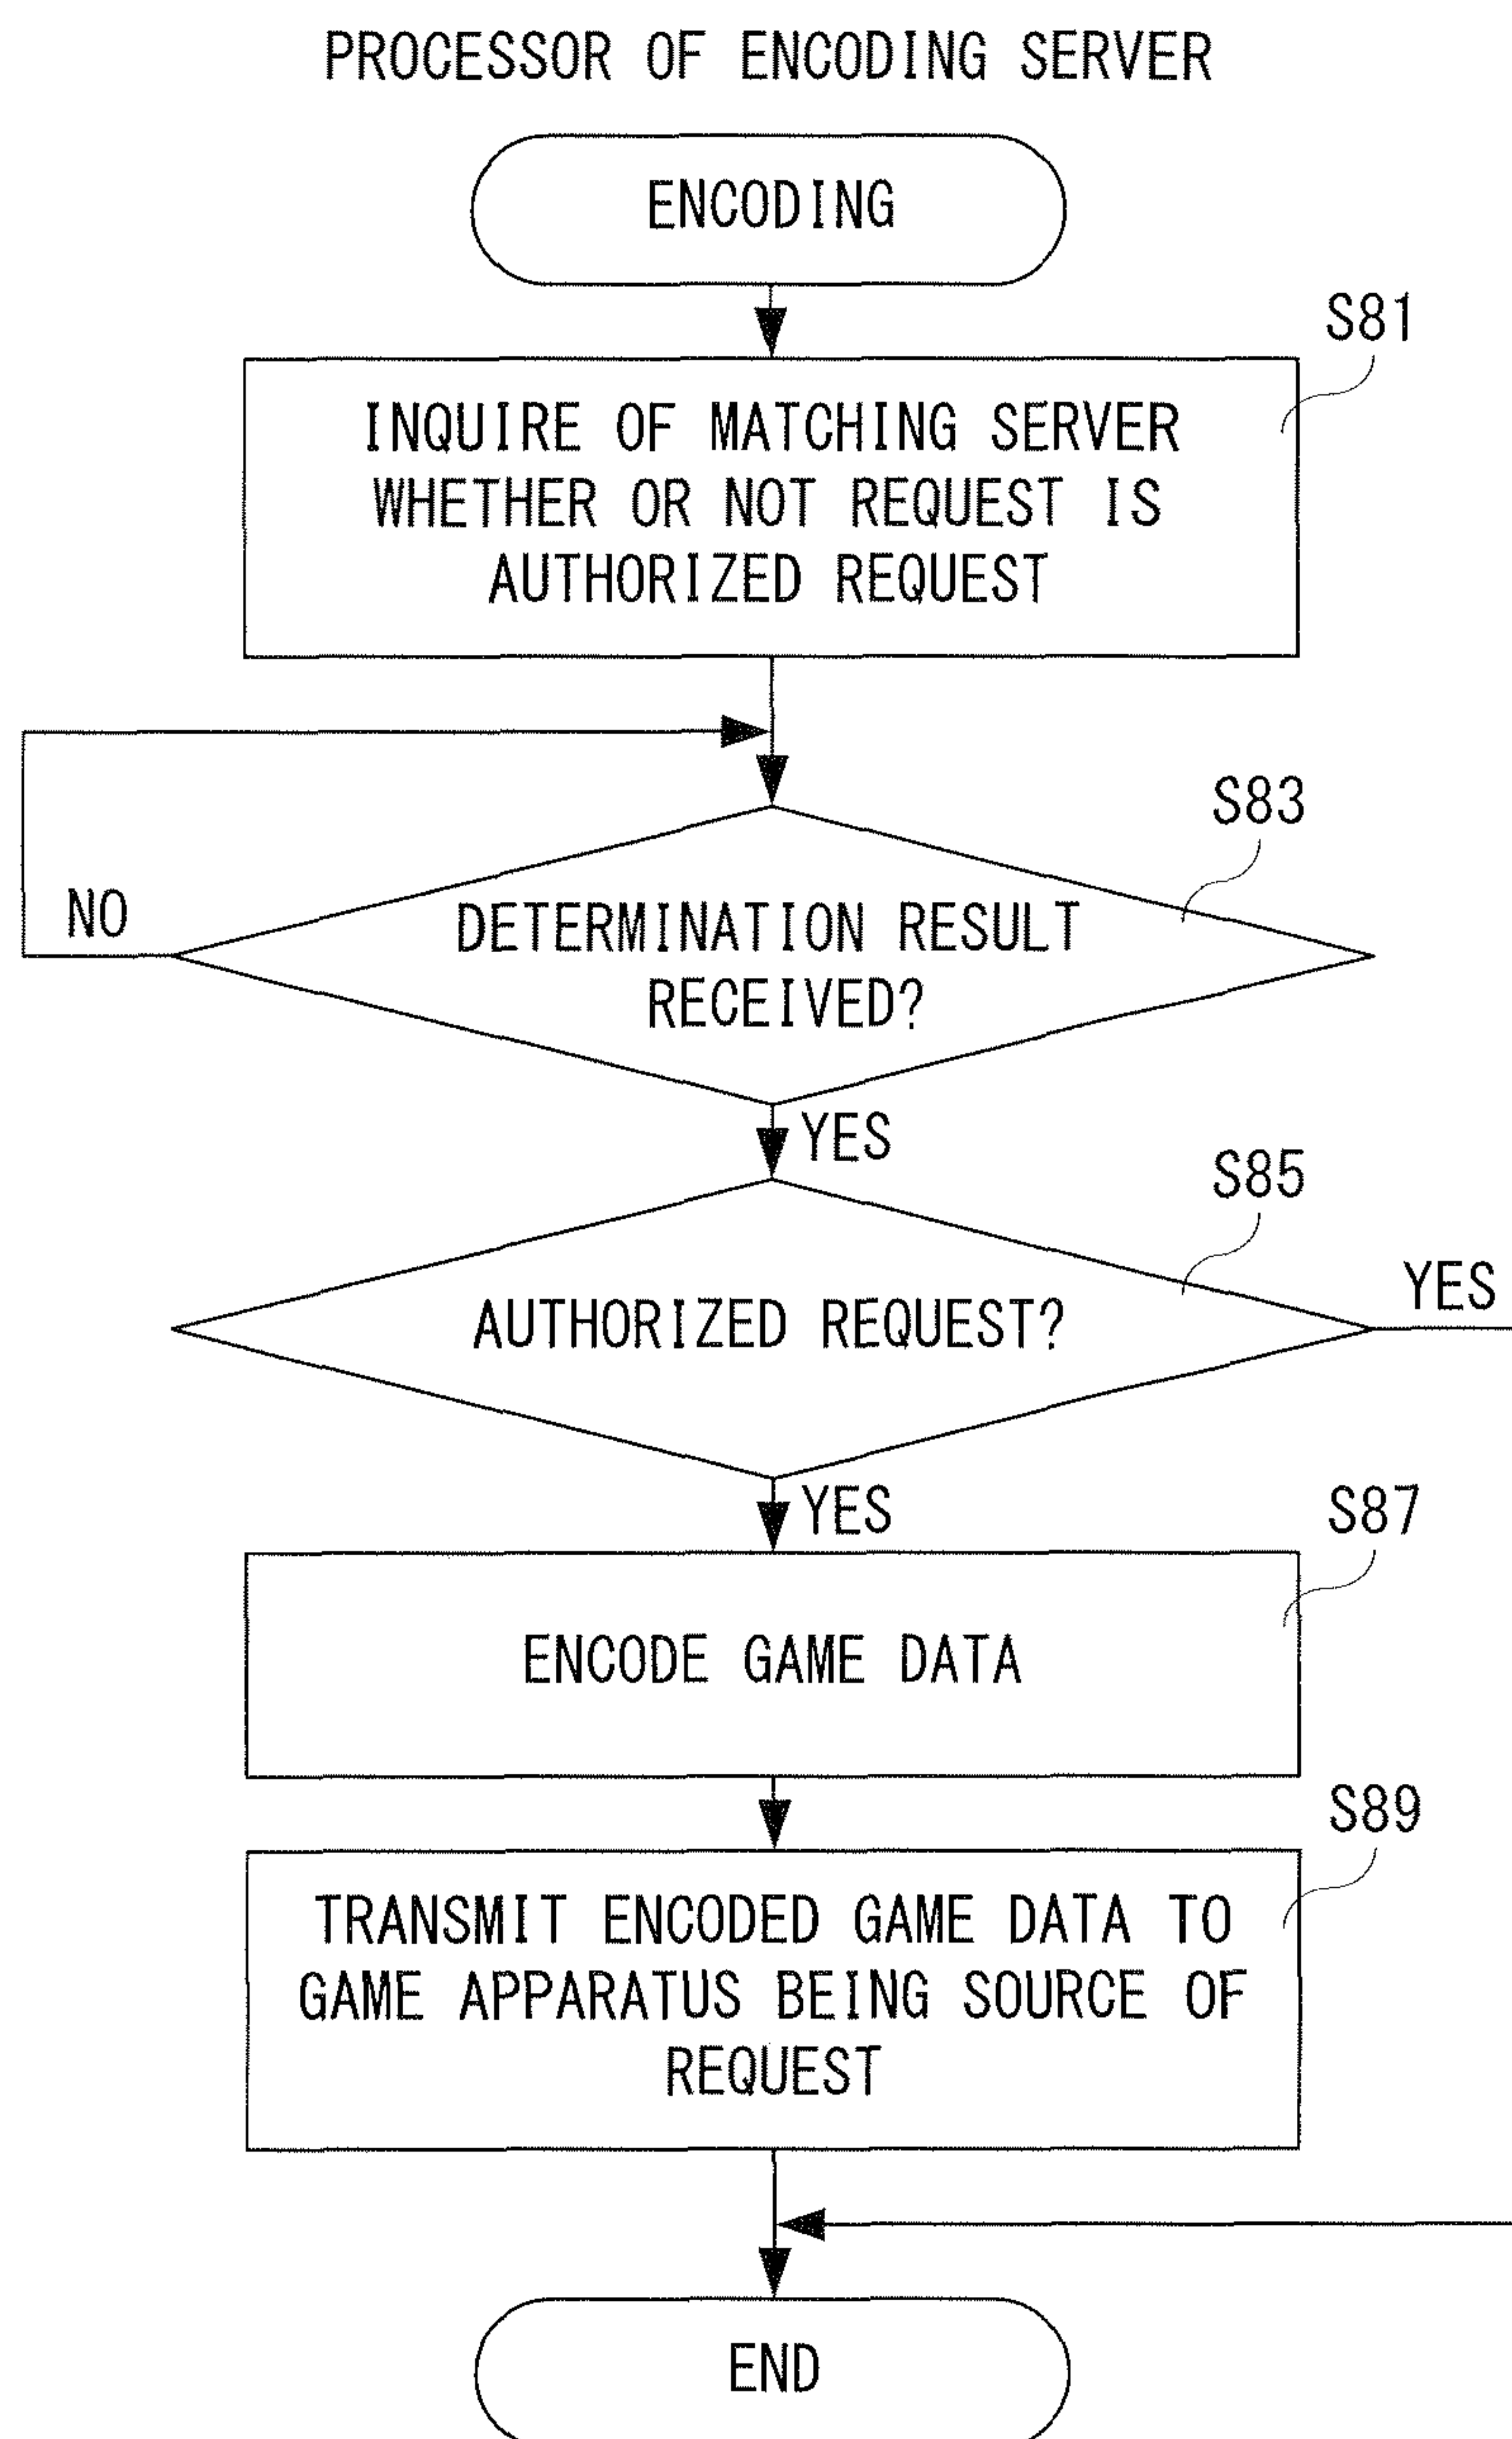 PROCESSOR OF ENCODING SERVER
ENCODING
S81
INQUIRE OF MATCHING SERVER
WHETHER OR NOT REQUEST IS
AUTHORIZED REQUEST
S83
NO
DETERMINATION RESULT
RECEIVED?
YES
S85
YES
AUTHORIZED REQUEST?
YES
S87
ENCODE GAME DATA
S89
TRANSMIT ENCODED GAME DATA TO
GAME APPARATUS BEING SOURCE OF
REQUEST
END